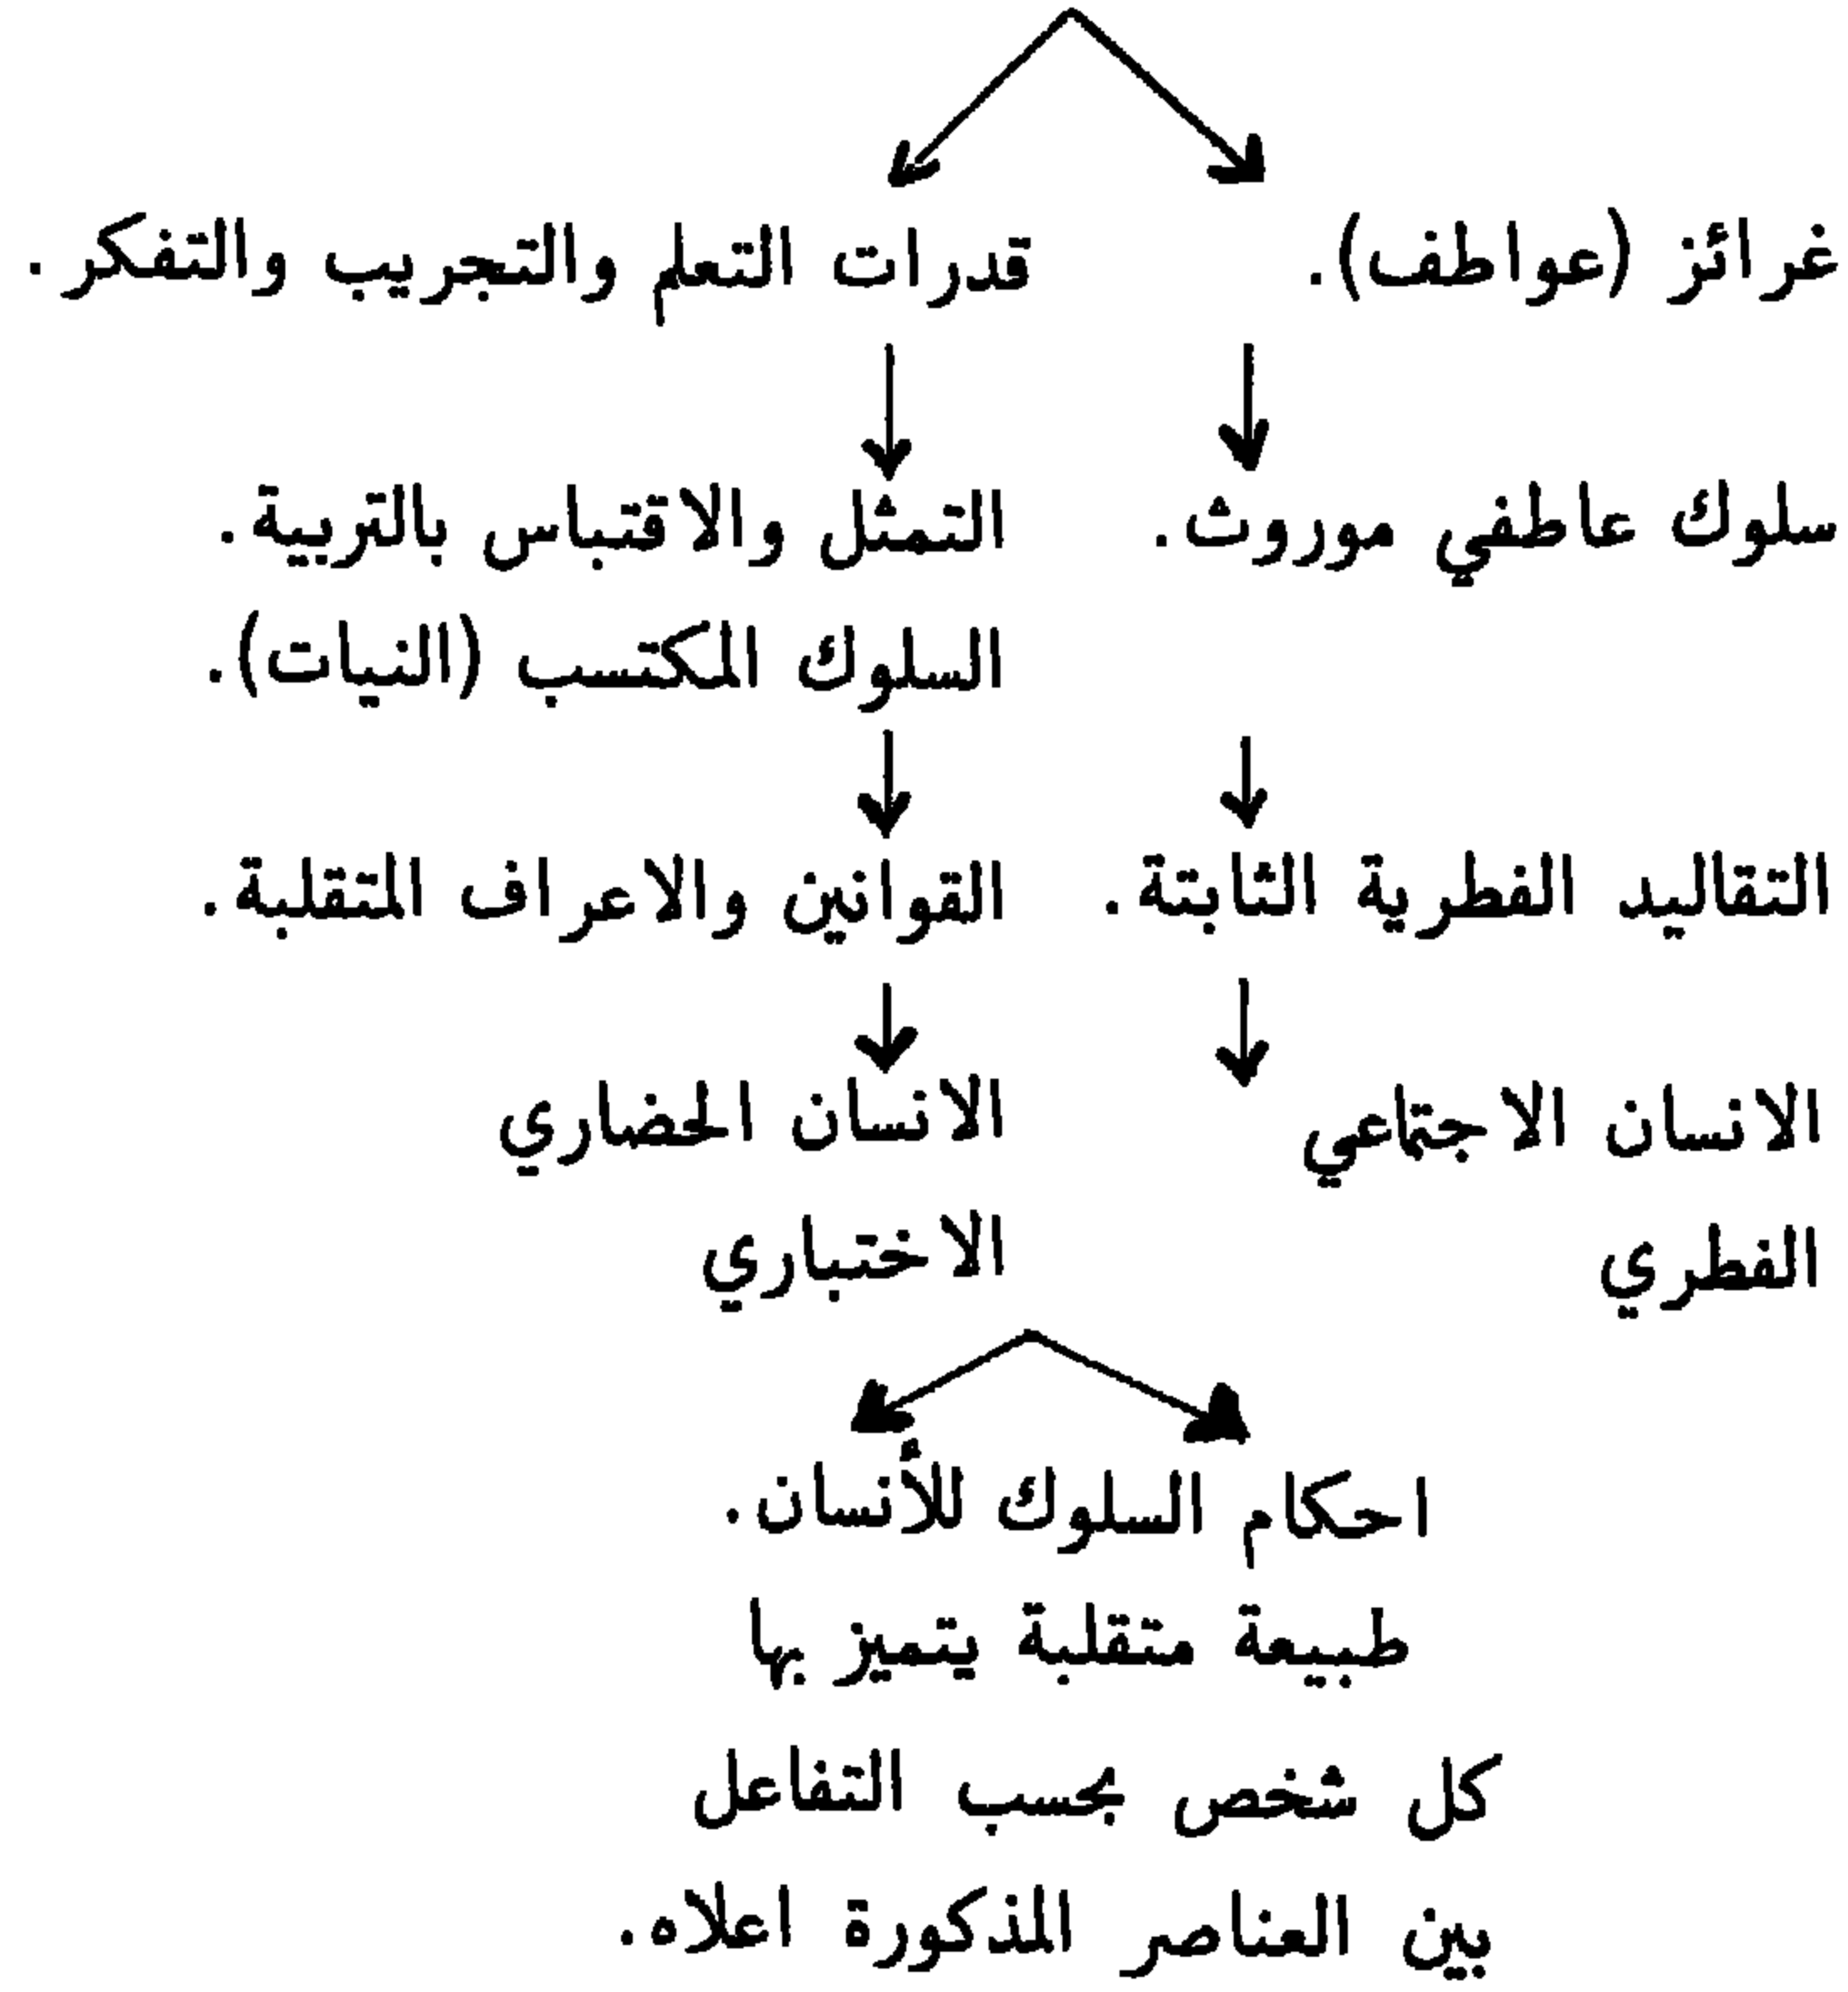 غرائز (عواطف). قدرات التعلم والتجريب والتفكر.
سلوك عاطفي موروث. التمثل والاقتباس بالتربية.
السلوك المكتسب (النيات).
التقاليد الفطرية الثابتة. القوانين والاعراف المتقلبة.
الانسان الاجتماعي الانسان الحضاري
الفطري الاختباري
احكام السلوك للأنسان.
طبيعة متقلبة يتميز بها
كل شخص بحسب التفاعل
بين العناصر المذكورة اعلاه.